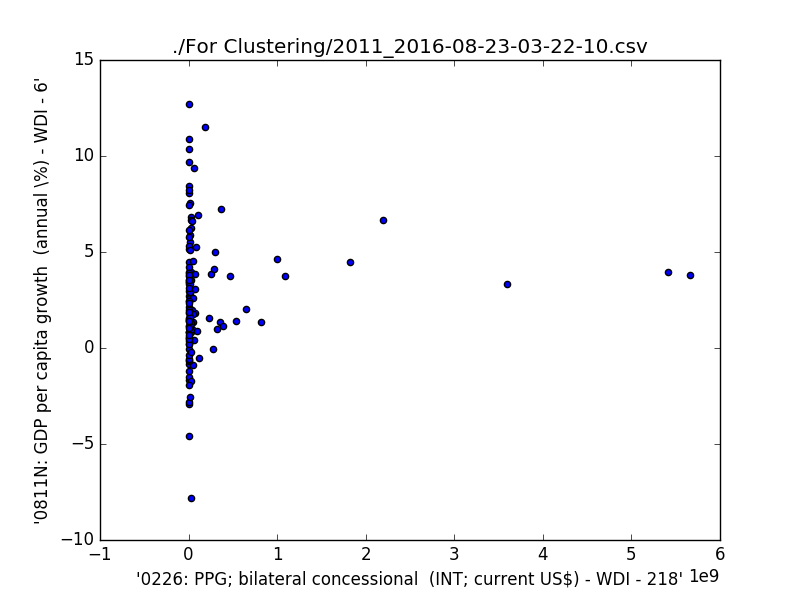 ./For Clustering/2011_2016-08-23-03-22-10.csv
15
10
5
0
−5
−10
'0811N: GDP per capita growth  (annual \%) - WDI - 6'
−1 0 1 2 3 4 5 6
1e9
'0226: PPG; bilateral concessional  (INT; current US$) - WDI - 218'